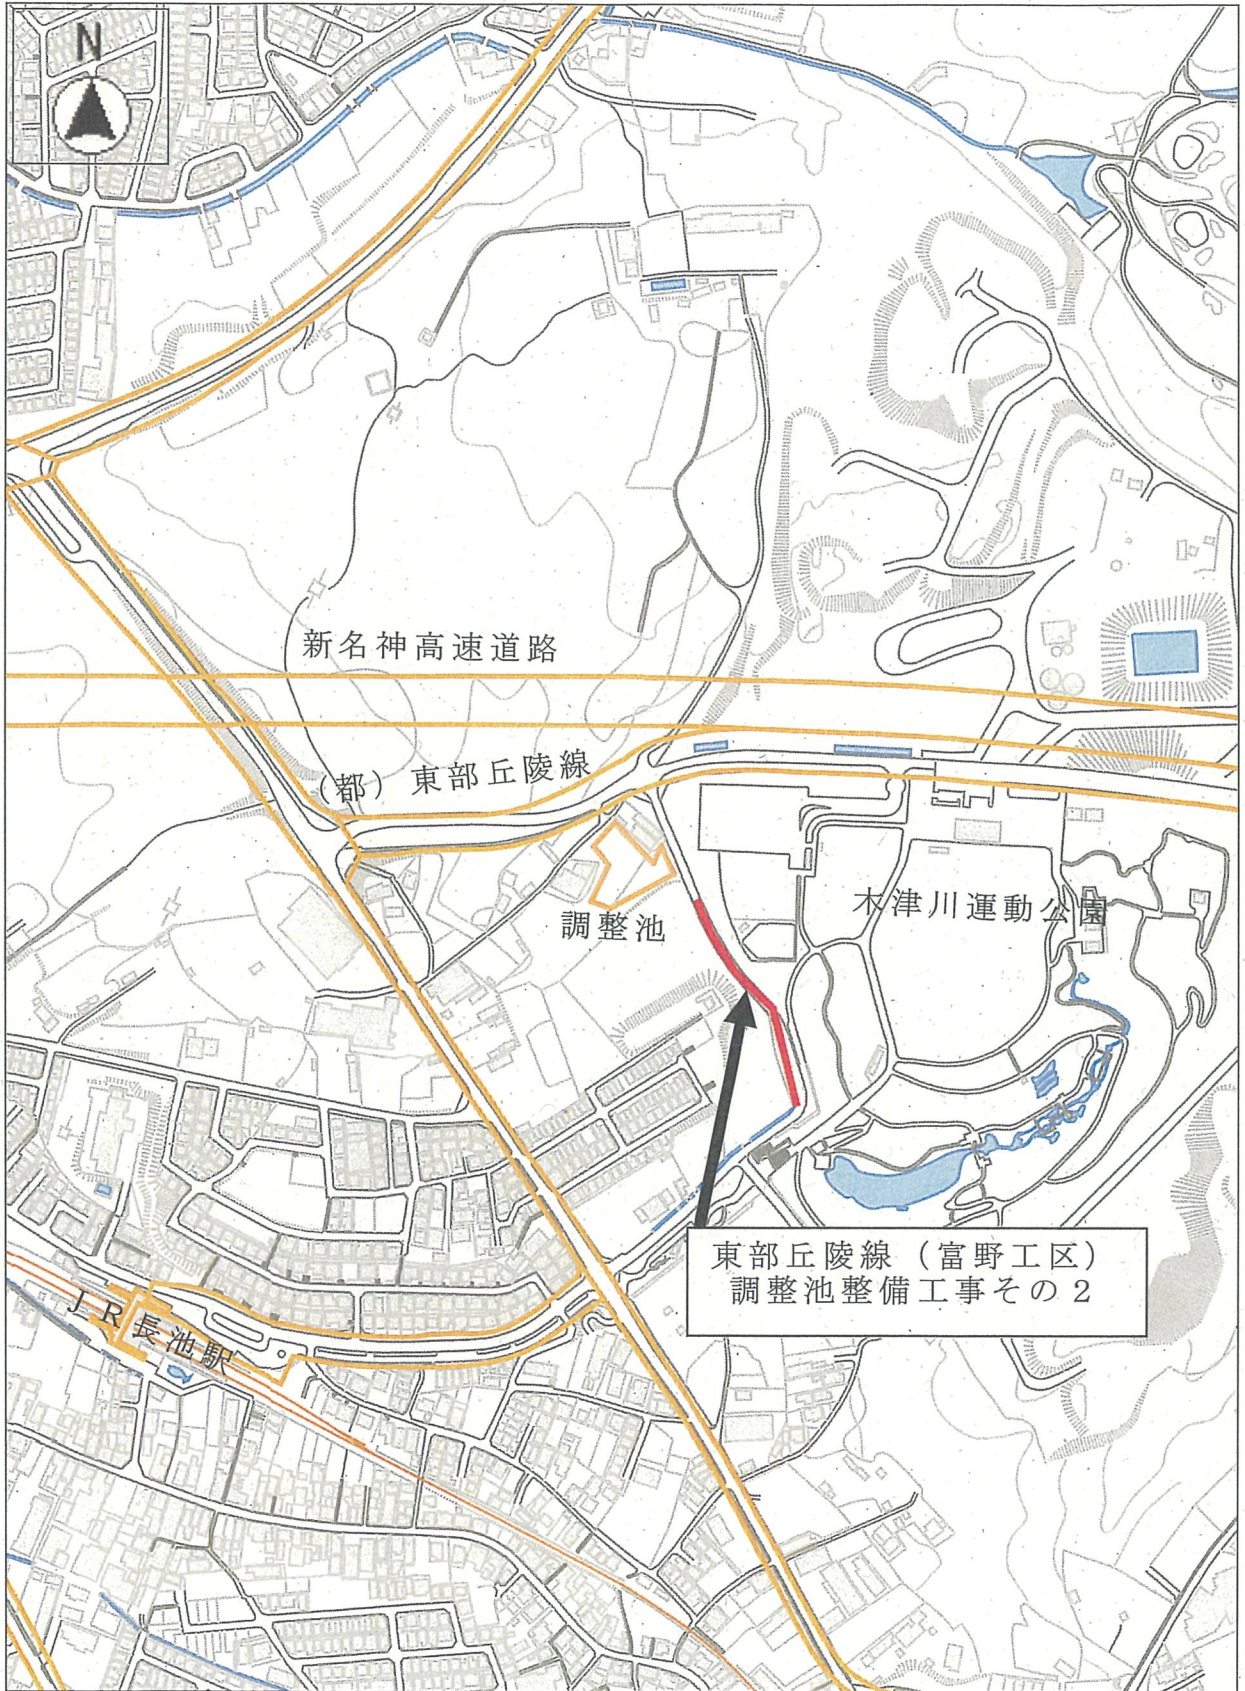 N
新名神高速道路
（都）東部丘陵線
調整池
木津川運動公園
東部丘陵線（富野工区）
調整池整備工事その２
ＪＲ長池駅